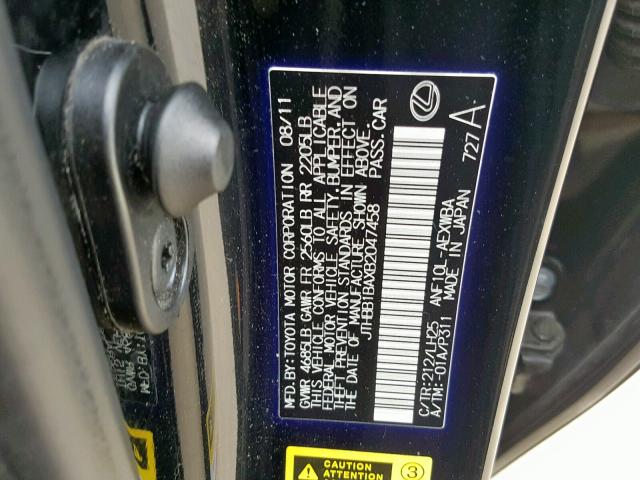 MFD.BY:TOYOTA MOTOR CORPORATION 08/11
GVWR 4685LB GAWR FR 2560LB RR 2205LB
THIS VEHICLE CONFORMS TO ALL APPLICABLE
FEDERAL MOTOR VEHICLE SAFETY,BUMPER,AND
THEFT PREVENTION STANDARDS IN EFFECT ON
THE DATE OF MANUFACTURE SHOWN ABOVE.
JTHBB1BAXB2047458 PASS.CAR
C/TR:212/LH25 ANF10L-AEXWBA
A/TM:-01A/P311 MADE IN JAPAN 727 A
CAUTION
ATTENTION
3